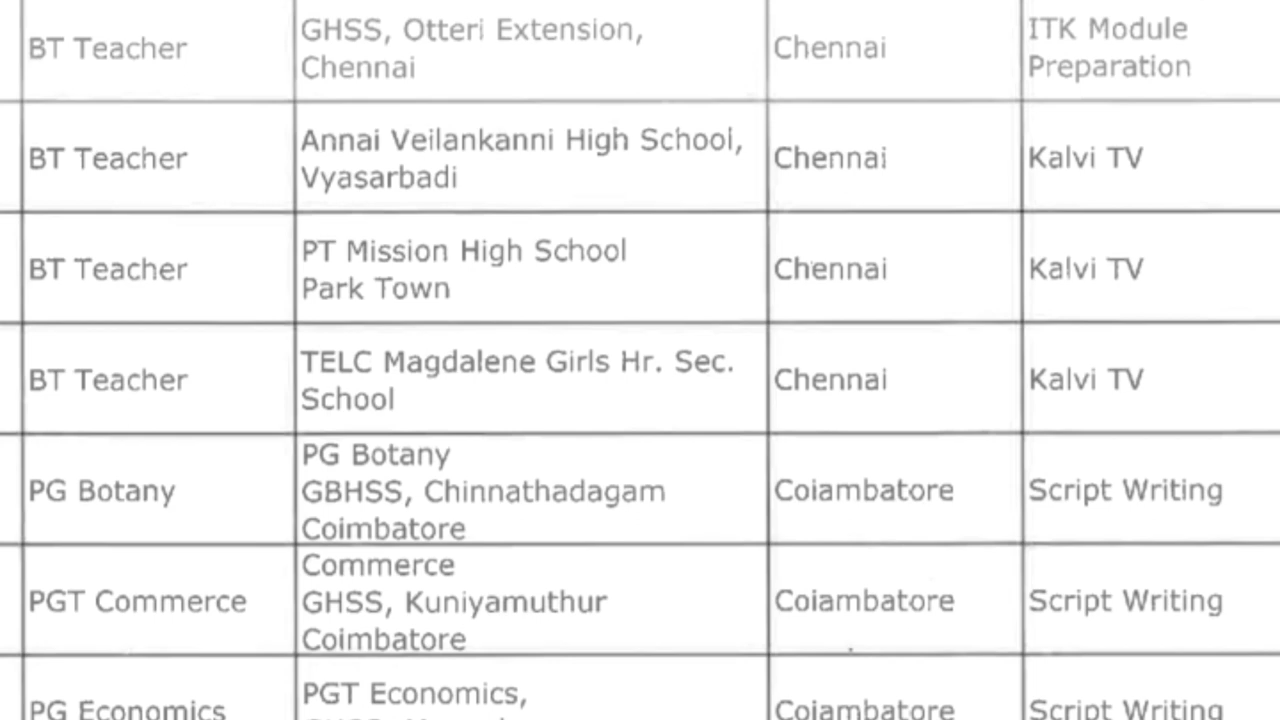 BT Teacher
GHSS, Otteri Extension,
Chennai
Chennai
ITK Module
Preparation
BT Teacher
Annai Veilankanni High School,
Vyasarbadi
Chennai
Kalvi TV
BT Teacher
PT Mission High School
Park Town
Chennai
Kalvi TV
BT Teacher
TELC Magdalene Girls Hr. Sec.
School
Chennai
Kalvi TV
PG Botany
PG Botany
GBHSS, Chinnathadagam
Coimbatore
Coiambatore
Script Writing
PGT Commerce
Commerce
GHSS, Kuniyamuthur
Coimbatore
Coiambatore
Script Writing
PG Economics
PGT Economics,
Coiambatore
Script Writing